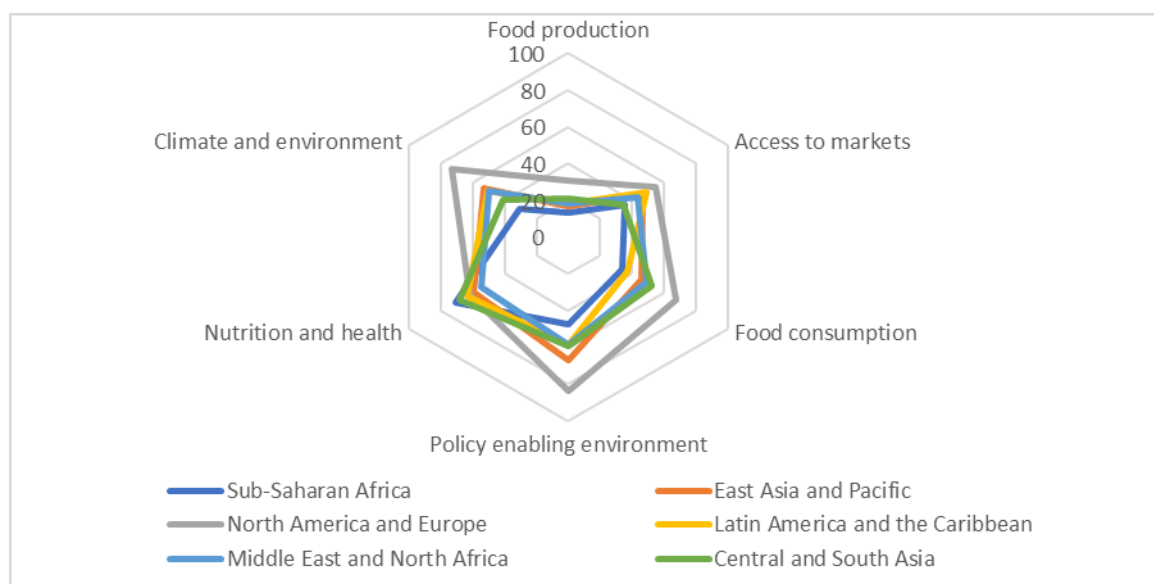 Food production
100
80
60
40
20
0
Climate and environment
Access to markets
Nutrition and health
Food consumption
Policy enabling environment
Sub-Saharan Africa
East Asia and Pacific
North America and Europe
Latin America and the Caribbean
Middle East and North Africa
Central and South Asia